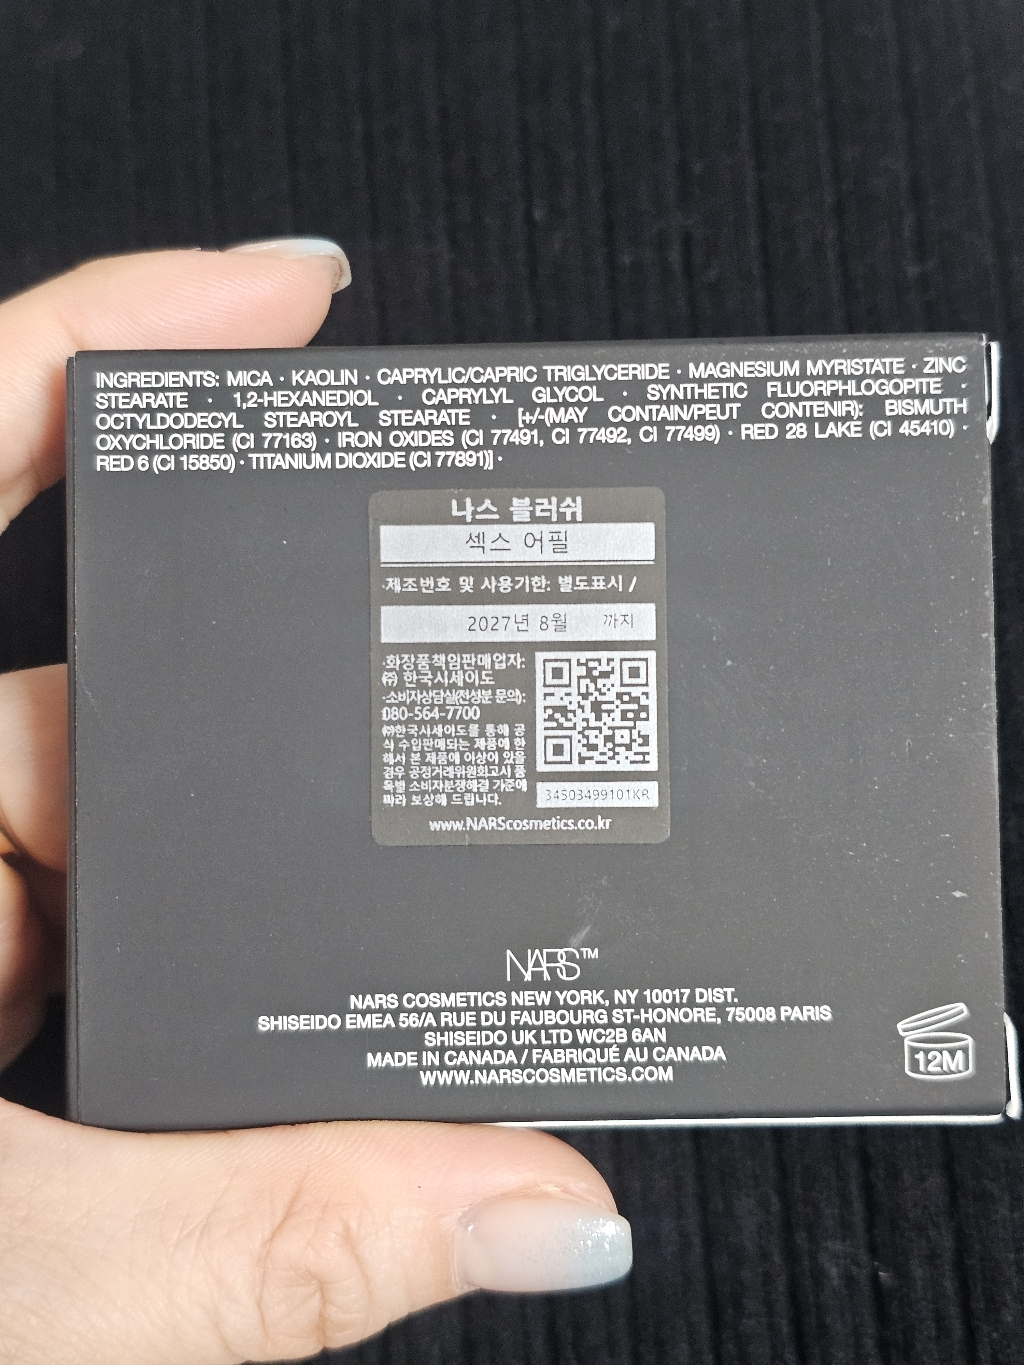 INGREDIENTS: MICA · KAOLIN · CAPRYLIC/CAPRIC TRIGLYCERIDE · MAGNESIUM MYRISTATE · ZINC
STEARATE · 1,2-HEXANEDIOL · CAPRYLYL GLYCOL · SYNTHETIC FLUORPHLOGOPITE ·
OCTYLDODECYL STEAROYL STEARATE · [+/-(MAY CONTAIN/PEUT CONTENIR): BISMUTH
OXYCHLORIDE (CI 77163) · IRON OXIDES (CI 77491, CI 77492, CI 77499) · RED 28 LAKE (CI 45410) ·
RED 6 (CI 15850) · TITANIUM DIOXIDE (CI 77891)] ·
나스 블러쉬
섹스 어필
·제조번호 및 사용기한: 별도표시 /
2027년 8월 까지
·화장품책임판매업자:
㈜ 한국시세이도
·소비자상담실(전성분 문의):
080-564-7700
㈜한국시세이도를 통해 공
식 수입판매되는 제품에 한
해서 본 제품에 이상이 있을
경우 공정거래위원회고시 품
목별 소비자분쟁해결 기준에
따라 보상해 드립니다.
34503499101KR
www.NARScosmetics.co.kr
NARS™
NARS COSMETICS NEW YORK, NY 10017 DIST.
SHISEIDO EMEA 56/A RUE DU FAUBOURG ST-HONORE, 75008 PARIS
SHISEIDO UK LTD WC2B 6AN
MADE IN CANADA / FABRIQUÉ AU CANADA
WWW.NARSCOSMETICS.COM
12M